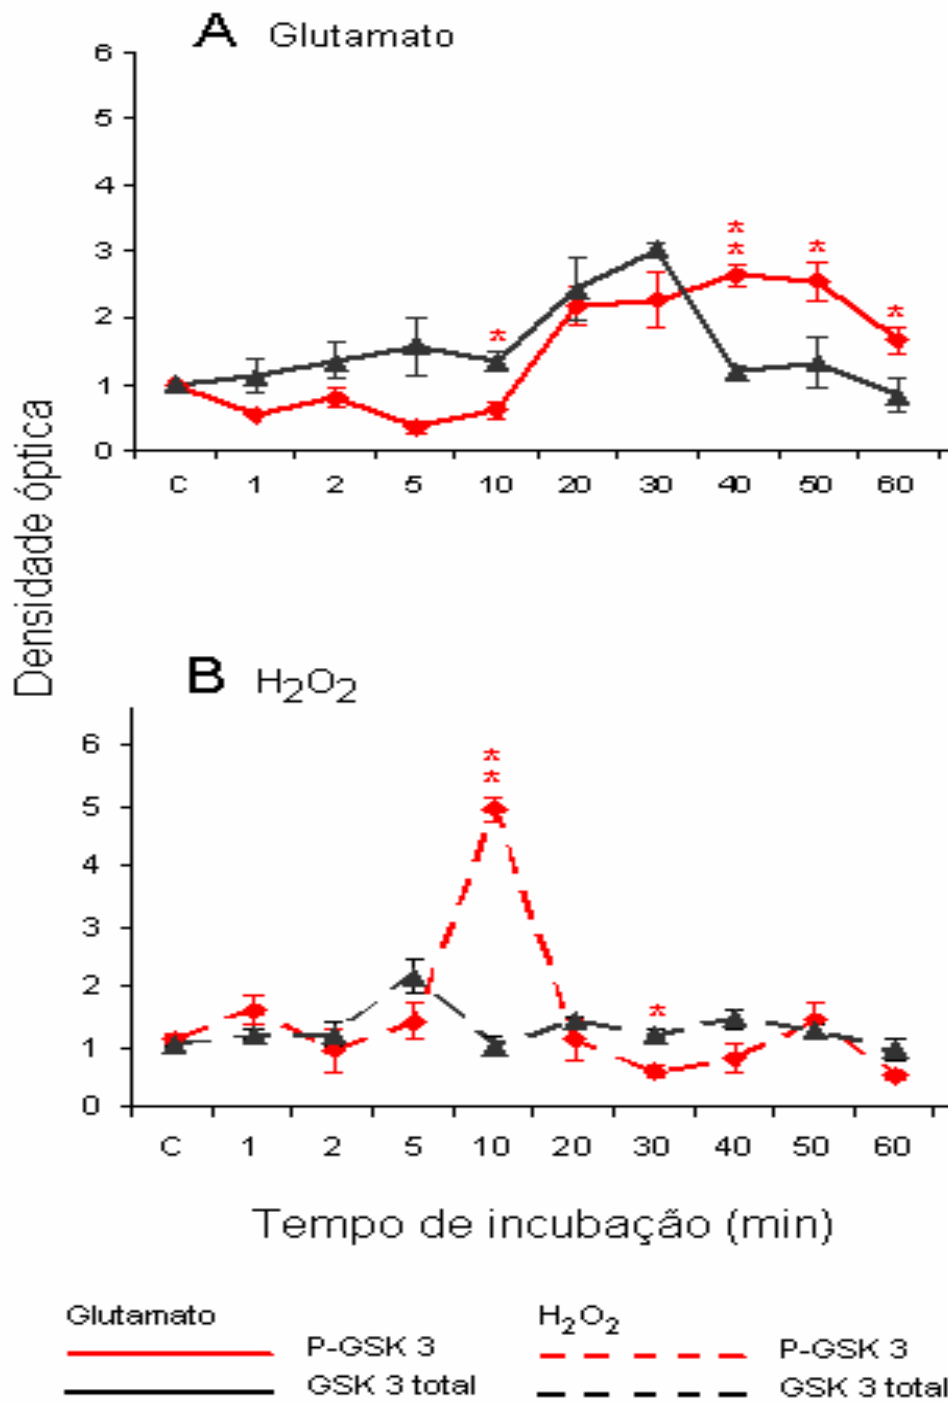 A Glutamato
6
5
4
3
2
1
0
*
*
*
*
*
C 1 2 5 10 20 30 40 50 60
Densidade óptica
B H₂O₂
6
5
4
3
2
1
0
*
*
*
C 1 2 5 10 20 30 40 50 60
Tempo de incubação (min)
Glutamato
P-GSK 3
GSK 3 total
H₂O₂
P-GSK 3
GSK 3 total